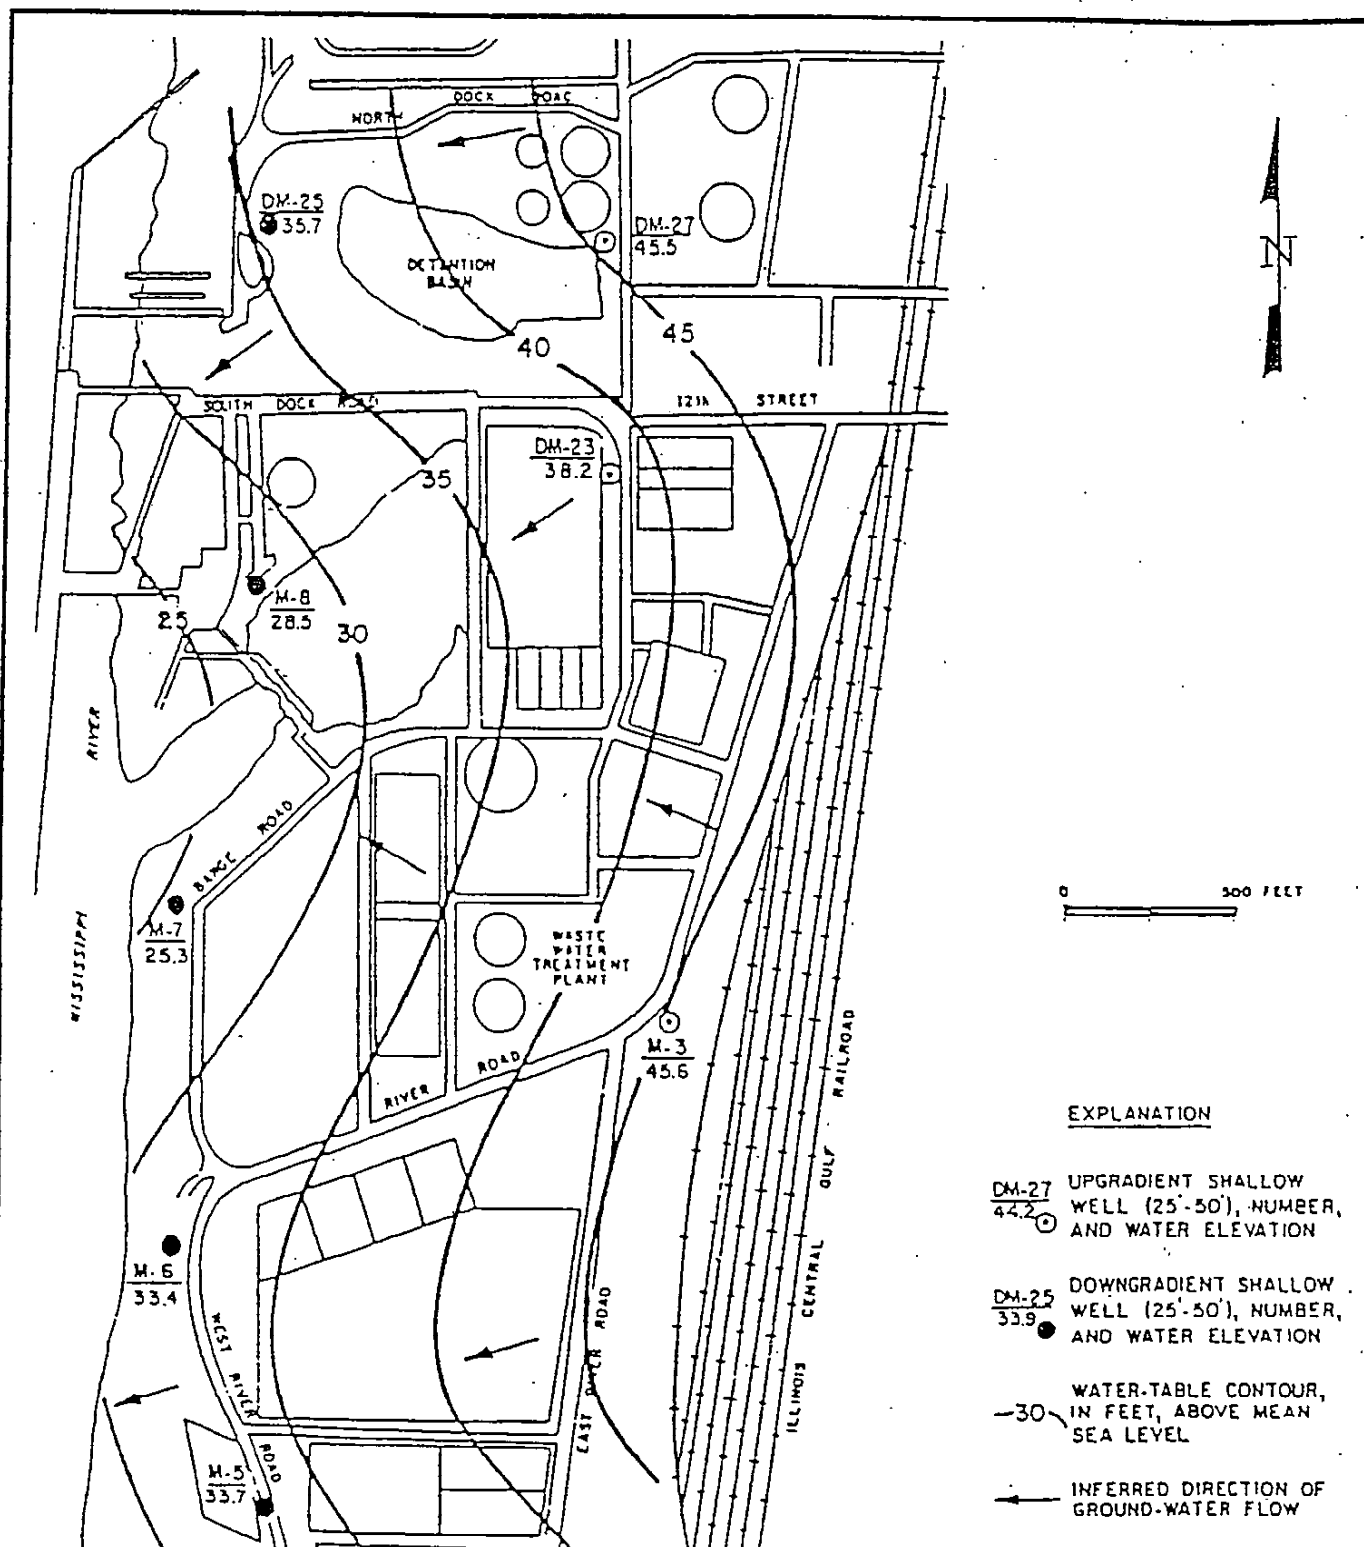 NORTH DOCK ROAD
DM-25
35.7
DM-27
45.5
DETENTION
BASIN
N
45
40
12th STREET
SOUTH DOCK ROAD
DM-23
38.2
35
M-8
28.5
25
30
RIVER
BARGE ROAD
0 500 FEET
M-7
25.3
MISSISSIPPI
WASTE
WATER
TREATMENT
PLANT
M-3
45.6
RIVER ROAD
ILLINOIS CENTRAL GULF RAILROAD
M-6
33.4
WEST RIVER ROAD
EAST RIVER ROAD
M-5
33.7
EXPLANATION
DM-27
44.2
UPGRADIENT SHALLOW
WELL (25'-50'), NUMBER,
AND WATER ELEVATION
DM-25
33.9
DOWNGRADIENT SHALLOW
WELL (25'-50'), NUMBER,
AND WATER ELEVATION
-30-
WATER-TABLE CONTOUR,
IN FEET, ABOVE MEAN
SEA LEVEL
INFERRED DIRECTION OF
GROUND-WATER FLOW